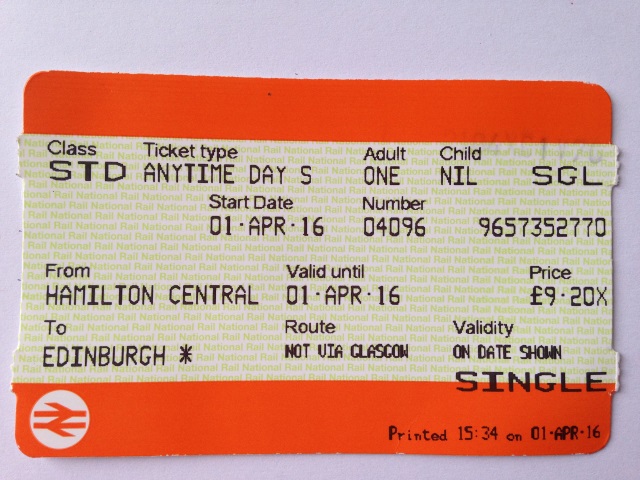 Class Ticket type Adult Child
STD ANYTIME DAY S ONE NIL SGL
Start Date Number
01·APR·16 04096 9657352770
From Valid until Price
HAMILTON CENTRAL 01·APR·16 £9·20X
To Route Validity
EDINBURGH * NOT VIA GLASGOW ON DATE SHOWN
SINGLE
Printed 15:34 on 01·APR·16